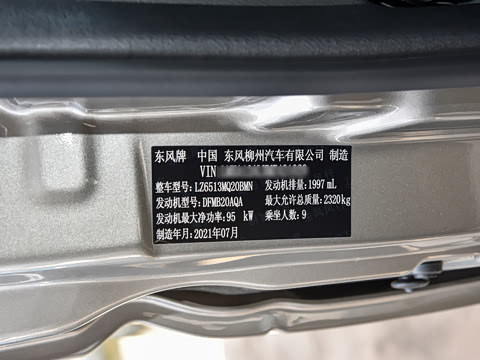 东风牌 中国 东风柳州汽车有限公司 制造
VIN
整车型号:LZ6513MQ20BMN 发动机排量:1997 mL
发动机型号:DFMB20AQA 最大允许总质量:2320kg
发动机最大净功率:95 kW 乘坐人数:9
制造年月:2021年07月